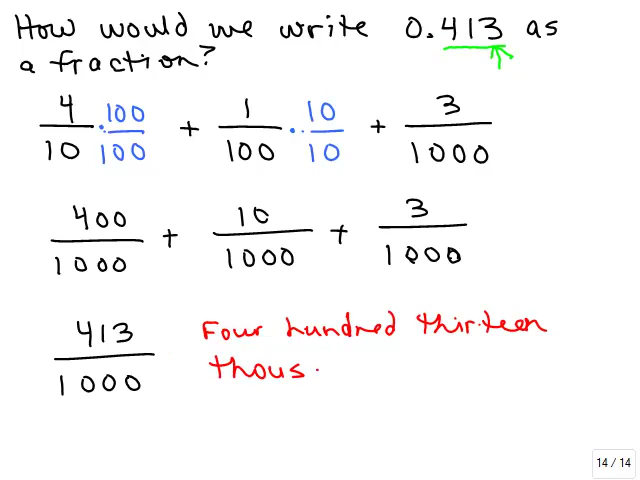 How would we write 0.413 as
a fraction?
4/10 · 100/100 + 1/100 · 10/10 + 3/1000
400/1000 + 10/1000 + 3/1000
413/1000 Four hundred thirteen
thous
14 / 14